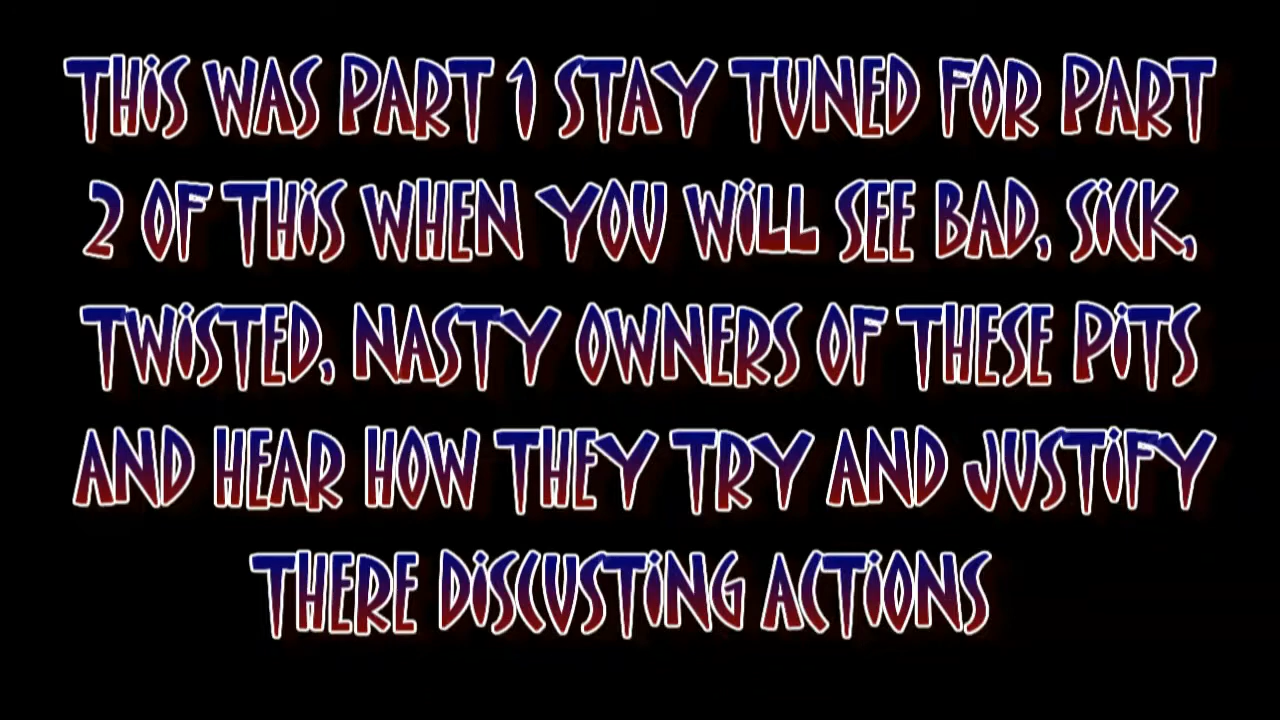 THiS WAS PART 1 STAY TUNED FOR PART
2 OF THiS WHEN YOU WiLL SEE BAD, SiCK,
TWiSTED, NASTY OWNERS OF THESE PiTS
AND HEAR HOW THEY TRY AND JUSTiFY
THERE DiSCUSTiNG ACTiONS